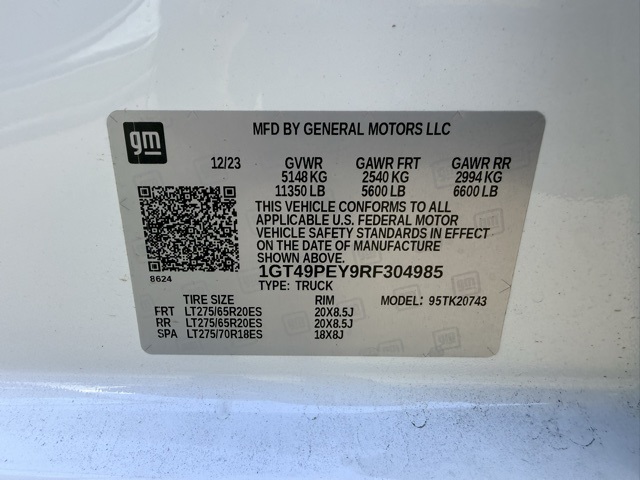 gm
MFD BY GENERAL MOTORS LLC
12/23 GVWR GAWR FRT GAWR RR
5148 KG 2540 KG 2994 KG
11350 LB 5600 LB 6600 LB
THIS VEHICLE CONFORMS TO ALL
APPLICABLE U.S. FEDERAL MOTOR
VEHICLE SAFETY STANDARDS IN
EFFECT ON THE DATE OF MANUFACTURE
SHOWN ABOVE.
8624
1GT49PEY9RF304985
TYPE: TRUCK
TIRE SIZE RIM MODEL: 95TK20743
FRT LT275/65R20ES 20X8.5J
RR LT275/65R20ES 20X8.5J
SPA LT275/70R18ES 18X8J